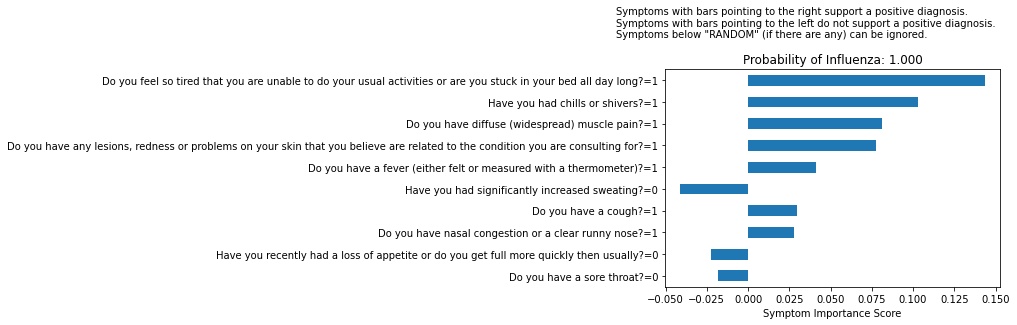 Symptoms with bars pointing to the right support a positive diagnosis.
Symptoms with bars pointing to the left do not support a positive diagnosis.
Symptoms below "RANDOM" (if there are any) can be ignored.
Probability of Influenza: 1.000
Do you feel so tired that you are unable to do your usual activities or are you stuck in your bed all day long?=1
Have you had chills or shivers?=1
Do you have diffuse (widespread) muscle pain?=1
Do you have any lesions, redness or problems on your skin that you believe are related to the condition you are consulting for?=1
Do you have a fever (either felt or measured with a thermometer)?=1
Have you had significantly increased sweating?=0
Do you have a cough?=1
Do you have nasal congestion or a clear runny nose?=1
Have you recently had a loss of appetite or do you get full more quickly then usually?=0
Do you have a sore throat?=0
−0.050 −0.025 0.000 0.025 0.050 0.075 0.100 0.125 0.150
Symptom Importance Score